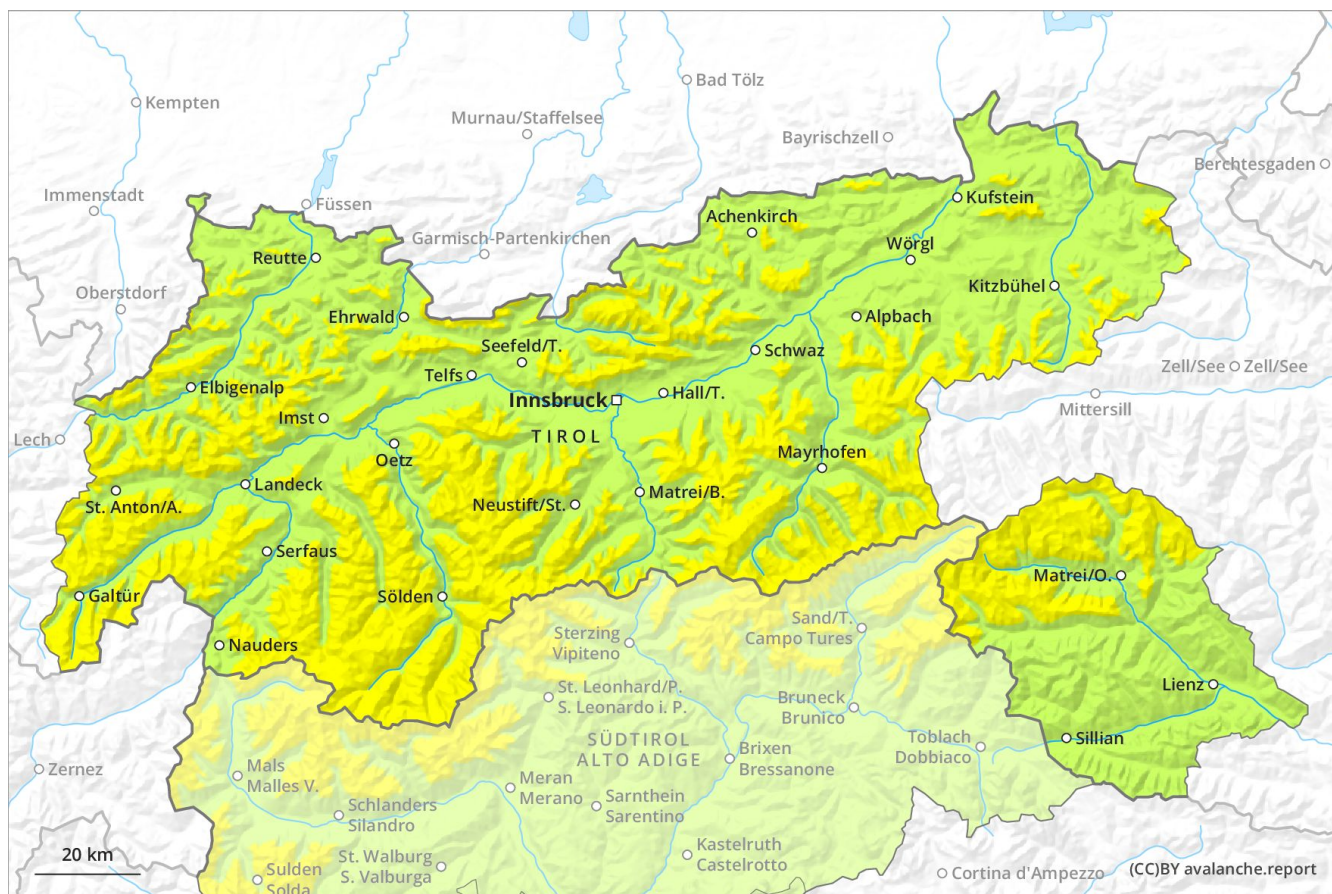 Kempten
Bad Tölz
Murnau/Staffelsee
Bayrischzell
Berchtesgaden
Immenstadt
Füssen
Kufstein
Achenkirch
Garmisch-Partenkirchen
Wörgl
Reutte
Oberstdorf
Kitzbühel
Ehrwald
Alpbach
Seefeld/T.
Schwaz
Telfs
Zell/See
Zell/See
Elbigenalp
Innsbruck
Hall/T.
Mittersill
Imst
Lech
TIROL
Oetz
Mayrhofen
Landeck
Matrei/B.
St. Anton/A.
Neustift/St.
Serfaus
Matrei/O.
Galtür
Sölden
Sand/T.
Campo Tures
Sterzing
Vipiteno
Nauders
Lienz
St. Leonhard/P.
S. Leonardo i. P.
Bruneck
Brunico
SÜDTIROL
ALTO ADIGE
Toblach
Dobbiaco
Sillian
Brixen
Bressanone
Zernez
Mals
Malles V.
Meran
Merano
Sarnthein
Sarentino
Schlanders
Silandro
Kastelruth
Castelrotto
20 km
St. Walburg
S. Valburga
Sulden
Solda
Cortina d'Ampezzo
(CC)BY avalanche.report